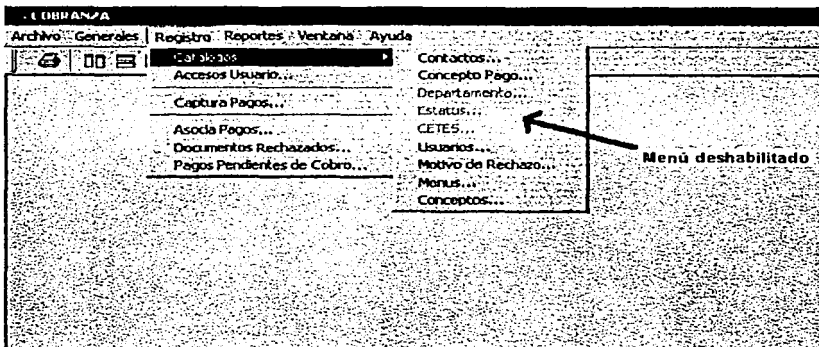 - COBRANZA
Archivo Generales Registro Reportes Ventana Ayuda
Catalogos
Accesos Usuario...
Captura Pagos...
Asocia Pagos...
Documentos Rechazados...
Pagos Pendientes de Cobro...
Contactos...
Concepto Pago...
Departamento...
Estatus...
CETES...
Usuarios...
Motivo de Rechazo...
Menus...
Conceptos...
Menú deshabilitado